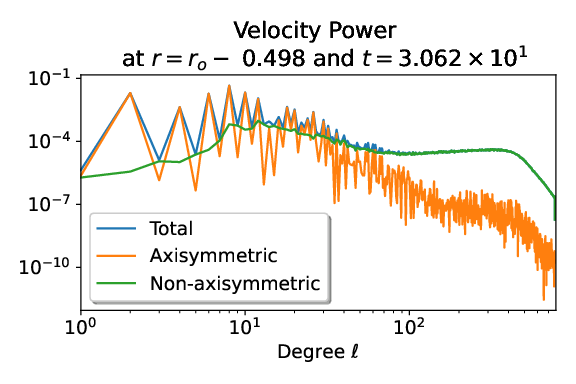 Velocity Power
at r = r_o − 0.498 and t = 3.062 × 10^1
10^−1
10^−4
10^−7
10^−10
Total
Axisymmetric
Non-axisymmetric
10^0
10^1
10^2
Degree ℓ